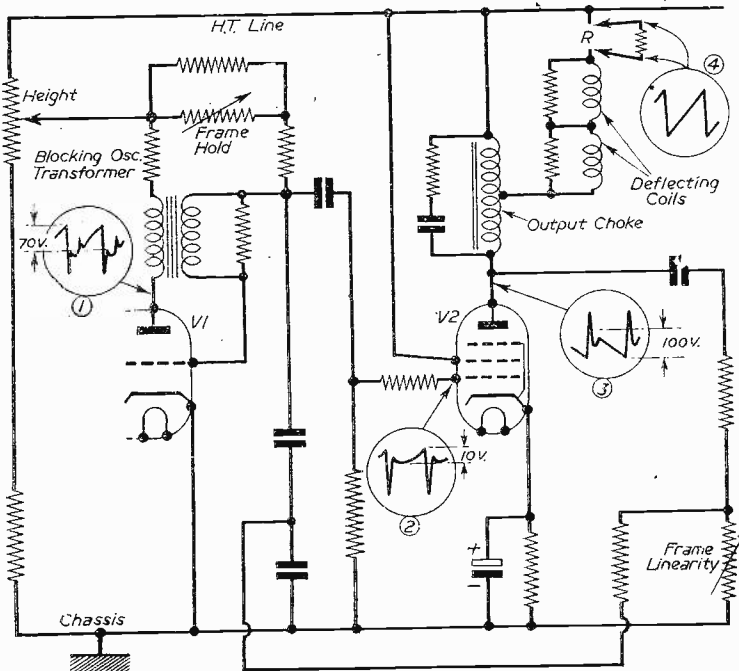 H.T. Line
R
④
Height
Frame
Hold
Blocking Osc.
Transformer
Deflecting
Coils
Output Choke
70V.
①
V1
V2
100V.
③
10V.
②
+
-
Frame
Linearity
Chassis